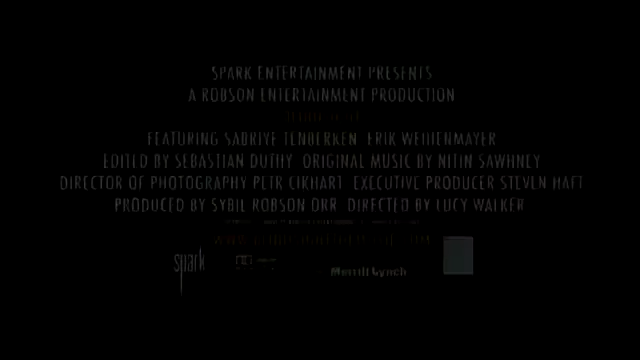 SPARK ENTERTAINMENT PRESENTS
A ROBSON ENTERTAINMENT PRODUCTION
FEATURING SABRIYE TENBERKEN ERIK WEIHENMAYER
EDITED BY SEBASTIAN DUTHY ORIGINAL MUSIC BY NITIN SAWHNEY
DIRECTOR OF PHOTOGRAPHY PETR CIKHART EXECUTIVE PRODUCER STEVEN HAFT
PRODUCED BY SYBIL ROBSON ORR DIRECTED BY LUCY WALKER
spark
Merrill Lynch